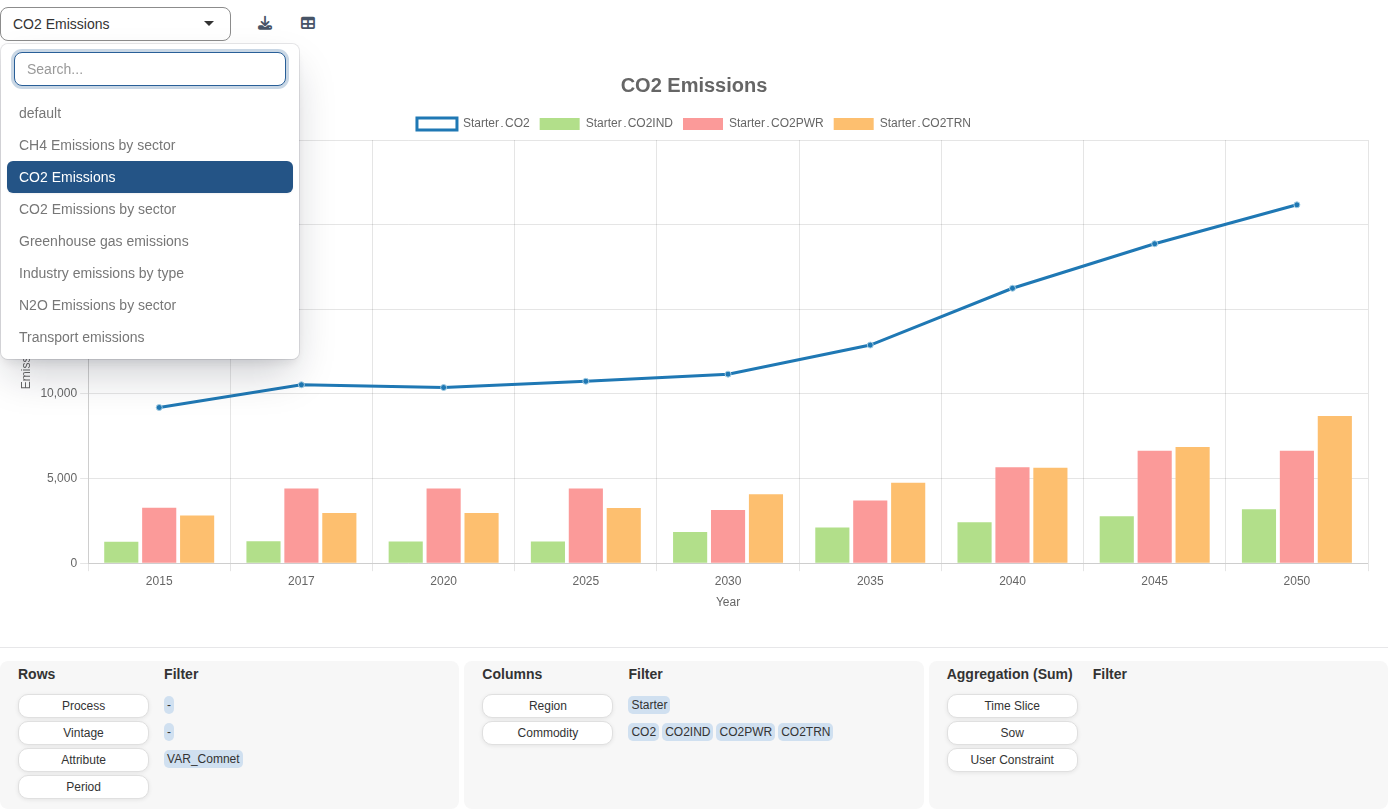 CO2 Emissions
Search...
default
CH4 Emissions by sector
CO2 Emissions
CO2 Emissions by sector
Greenhouse gas emissions
Industry emissions by type
N2O Emissions by sector
Transport emissions
CO2 Emissions
Starter.CO2 Starter.CO2IND Starter.CO2PWR Starter.CO2TRN
10,000
5,000
0
2015 2017 2020 2025 2030 2035 2040 2045 2050
Year
Rows Filter
Process -
Vintage -
Attribute VAR_Comnet
Period
Columns Filter
Region Starter
Commodity CO2 CO2IND CO2PWR CO2TRN
Aggregation (Sum) Filter
Time Slice
Sow
User Constraint